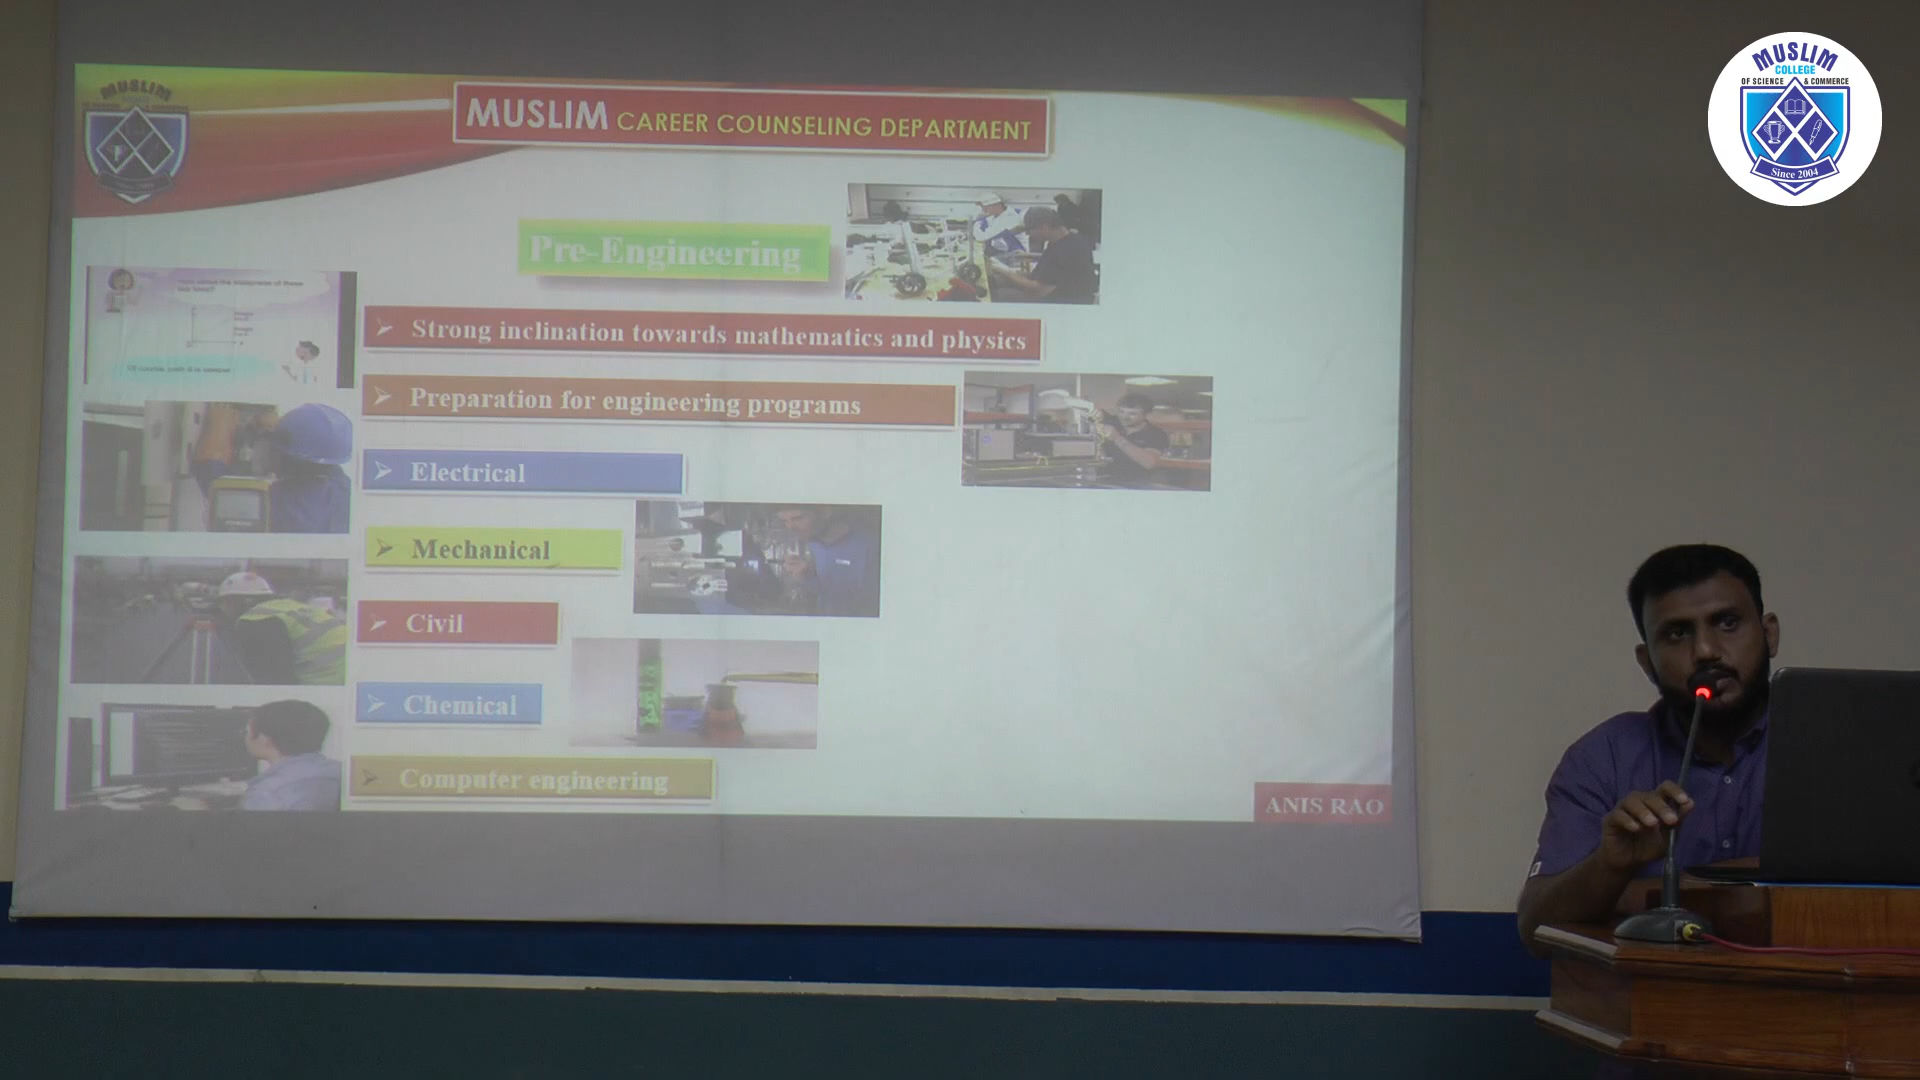 MUSLIM
COLLEGE
OF SCIENCE & COMMERCE
Since 2004
MUSLIM
MUSLIM CAREER COUNSELING DEPARTMENT
Pre-Engineering
➢ Strong inclination towards mathematics and physics
➢ Preparation for engineering programs
➢ Electrical
➢ Mechanical
➢ Civil
➢ Chemical
➢ Computer engineering
ANIS RAO